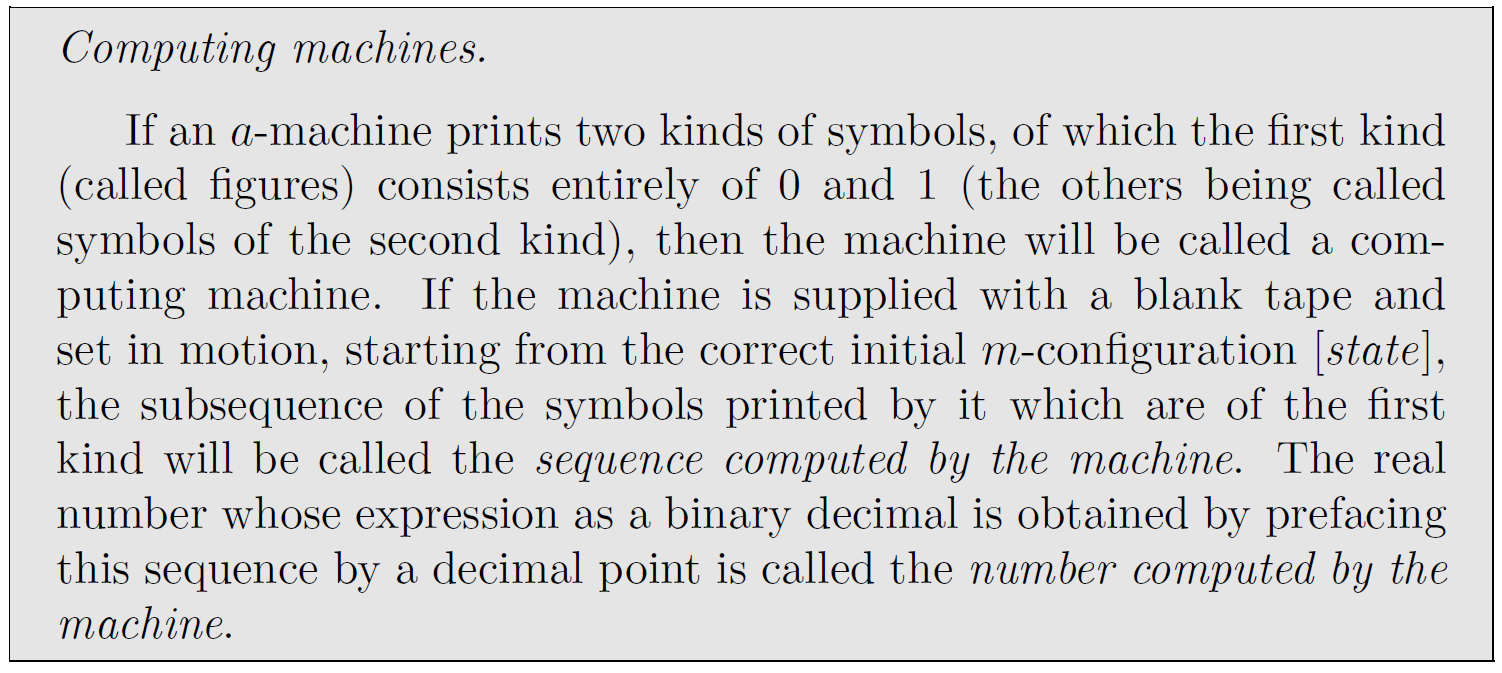 Computing machines.
If an a-machine prints two kinds of symbols, of which the first kind
(called figures) consists entirely of 0 and 1 (the others being called
symbols of the second kind), then the machine will be called a com-
puting machine. If the machine is supplied with a blank tape and
set in motion, starting from the correct initial m-configuration [state],
the subsequence of the symbols printed by it which are of the first
kind will be called the sequence computed by the machine. The real
number whose expression as a binary decimal is obtained by prefacing
this sequence by a decimal point is called the number computed by the
machine.